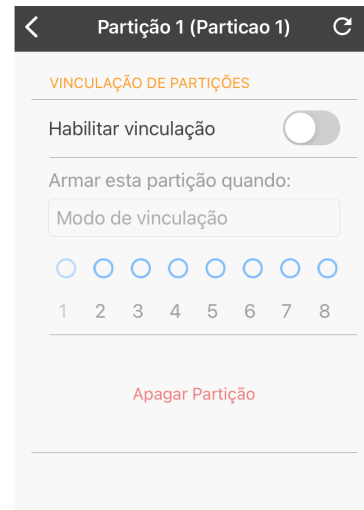 Partição 1 (Particao 1)
VINCULAÇÃO DE PARTIÇÕES
Habilitar vinculação
Armar esta partição quando:
Modo de vinculação
1 2 3 4 5 6 7 8
Apagar Partição